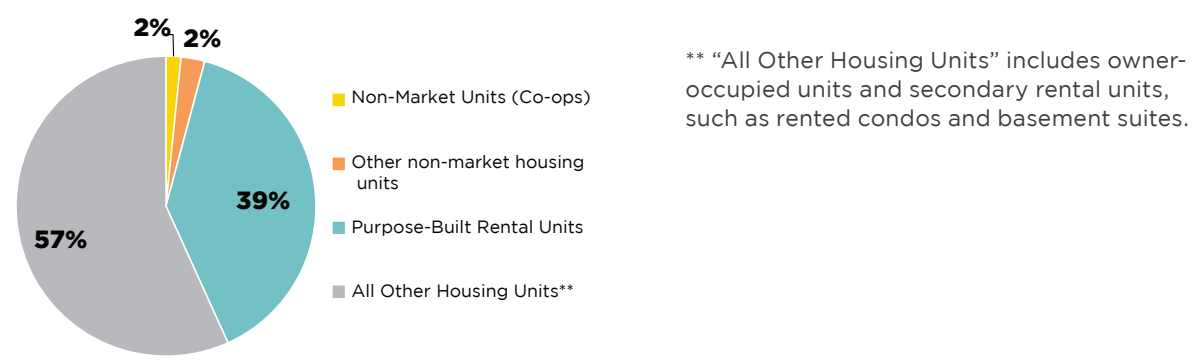 2%
2%
39%
57%
Non-Market Units (Co-ops)
Other non-market housing
units
Purpose-Built Rental Units
All Other Housing Units**
** “All Other Housing Units” includes owner-
occupied units and secondary rental units,
such as rented condos and basement suites.